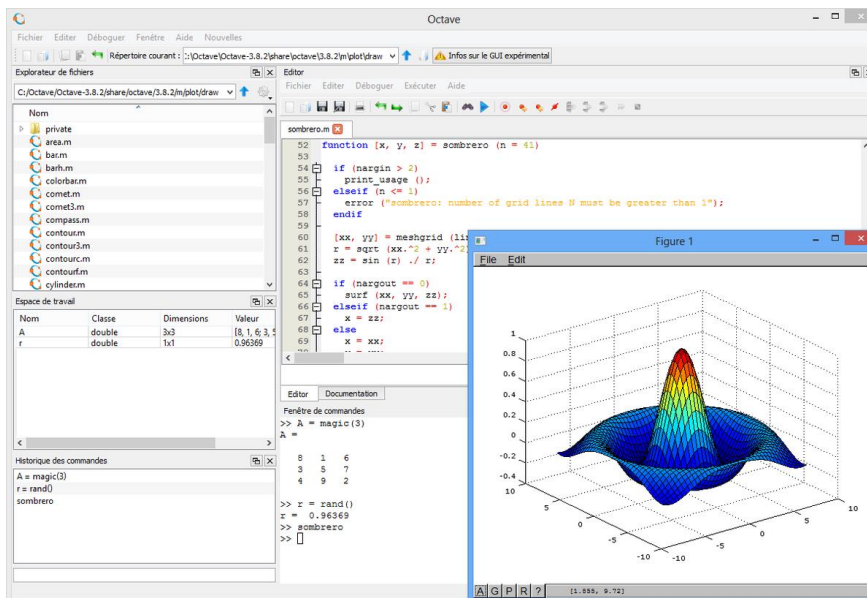 Octave
Fichier Editer Déboguer Fenêtre Aide Nouvelles
Répertoire courant : :\Octave\Octave-3.8.2\share\octave\3.8.2\m\plot\draw Infos sur le GUI expérimental
Explorateur de fichiers
C:/Octave/Octave-3.8.2/share/octave/3.8.2/m/plot/draw
Nom
private
area.m
bar.m
barh.m
colorbar.m
comet.m
comet3.m
compass.m
contour.m
contour3.m
contourc.m
contourf.m
cylinder.m
Espace de travail
Nom Classe Dimensions Valeur
A double 3x3 [8, 1, 6; 3, 5
r double 1x1 0.96369
Historique des commandes
A = magic(3)
r = rand()
sombrero
Editor
Fichier Editer Déboguer Exécuter Aide
sombrero.m
52 function [x, y, z] = sombrero (n = 41)
53
54 if (nargin > 2)
55 print_usage ();
56 elseif (n <= 1)
57 error ("sombrero: number of grid lines N must be greater than 1");
58 endif
59
60 [xx, yy] = meshgrid (lin
61 r = sqrt (xx.^2 + yy.^2)
62 zz = sin (r) ./ r;
63
64 if (nargout == 0)
65 surf (xx, yy, zz);
66 elseif (nargout == 1)
67 x = zz;
68 else
69 x = xx;
Editor Documentation
Fenêtre de commandes
>> A = magic(3)
A =
8 1 6
3 5 7
4 9 2
>> r = rand()
r = 0.96369
>> sombrero
>>
Figure 1
File Edit
1
0.8
0.6
0.4
0.2
0
-0.2
-0.4
10
5
0
-5
-10
-10
-5
0
5
10
A G P R ? [1.855, 9.72]